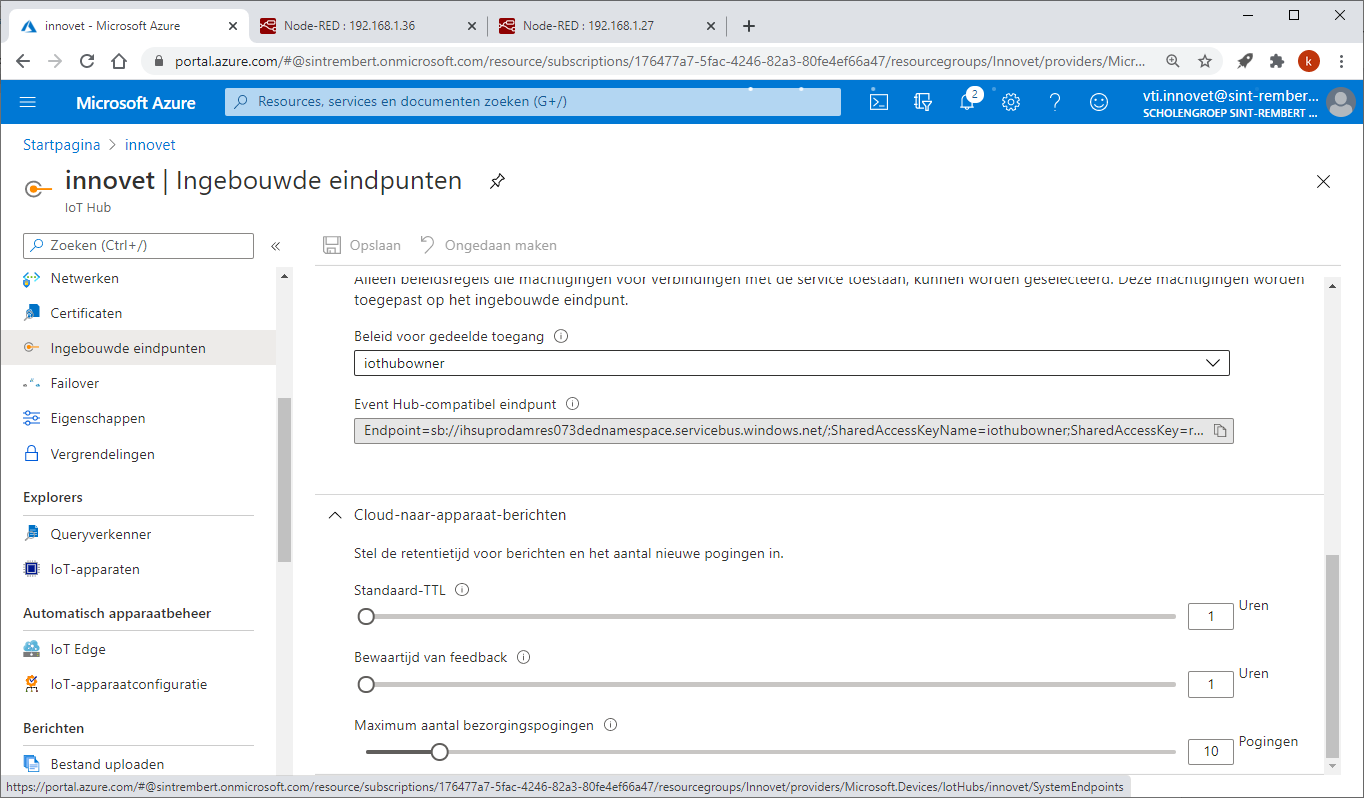 innovet - Microsoft Azure
Node-RED : 192.168.1.36
Node-RED : 192.168.1.27
portal.azure.com/#@sintrembert.onmicrosoft.com/resource/subscriptions/176477a7-5fac-4246-82a3-80fe4ef66a47/resourcegroups/Innovet/providers/Micr...
k
Microsoft Azure
Resources, services en documenten zoeken (G+/)
2
vti.innovet@sint-rember...
SCHOLENGROEP SINT-REMBERT ...
Startpagina > innovet
innovet | Ingebouwde eindpunten
IoT Hub
Zoeken (Ctrl+/)
«
Netwerken
Certificaten
Ingebouwde eindpunten
Failover
Eigenschappen
Vergrendelingen
Explorers
Queryverkenner
IoT-apparaten
Automatisch apparaatbeheer
IoT Edge
IoT-apparaatconfiguratie
Berichten
Bestand uploaden
Opslaan
Ongedaan maken
Alleen beleidsregels die machtigingen voor verbindingen met de service toestaan, kunnen worden geselecteerd. Deze machtigingen worden
toegepast op het ingebouwde eindpunt.
Beleid voor gedeelde toegang
iothubowner
Event Hub-compatibel eindpunt
Endpoint=sb://ihsuprodamres073dednamespace.servicebus.windows.net/;SharedAccessKeyName=iothubowner;SharedAccessKey=r...
Cloud-naar-apparaat-berichten
Stel de retentietijd voor berichten en het aantal nieuwe pogingen in.
Standaard-TTL
1 Uren
Bewaartijd van feedback
1 Uren
Maximum aantal bezorgingspogingen
10 Pogingen
https://portal.azure.com/#@sintrembert.onmicrosoft.com/resource/subscriptions/176477a7-5fac-4246-82a3-80fe4ef66a47/resourcegroups/Innovet/providers/Microsoft.Devices/IotHubs/innovet/SystemEndpoints